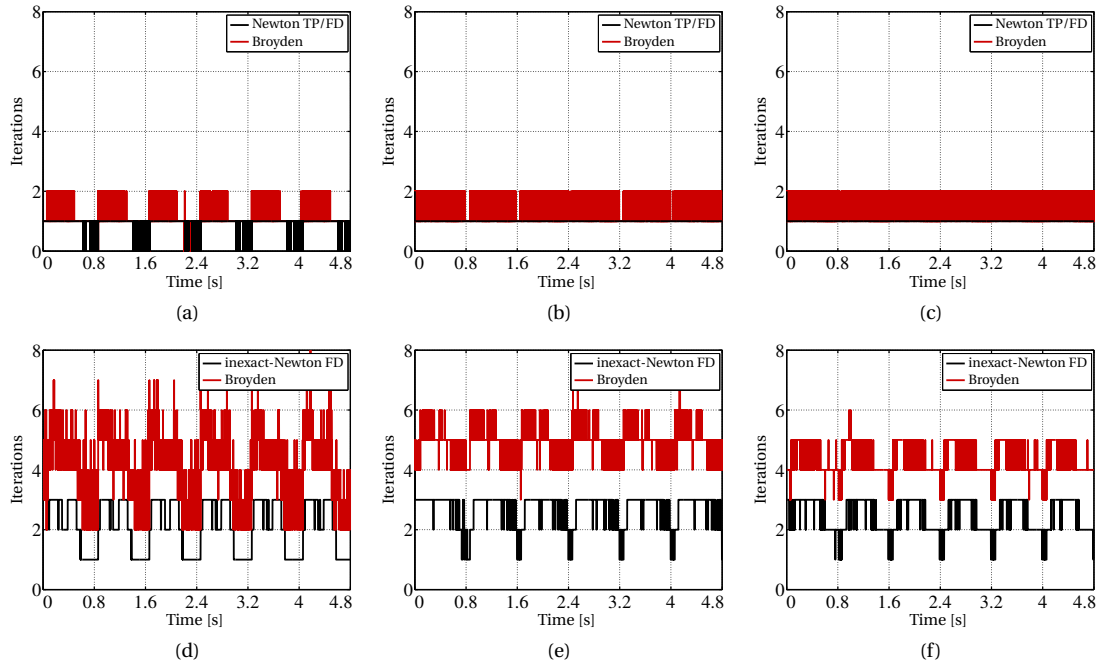 8
6
4
2
0
Iterations
Newton TP/FD
Broyden
0 0.8 1.6 2.4 3.2 4 4.8
Time [s]
(a)
8
6
4
2
0
Iterations
Newton TP/FD
Broyden
0 0.8 1.6 2.4 3.2 4 4.8
Time [s]
(b)
8
6
4
2
0
Iterations
Newton TP/FD
Broyden
0 0.8 1.6 2.4 3.2 4 4.8
Time [s]
(c)
8
6
4
2
0
Iterations
inexact-Newton FD
Broyden
0 0.8 1.6 2.4 3.2 4 4.8
Time [s]
(d)
8
6
4
2
0
Iterations
inexact-Newton FD
Broyden
0 0.8 1.6 2.4 3.2 4 4.8
Time [s]
(e)
8
6
4
2
0
Iterations
inexact-Newton FD
Broyden
0 0.8 1.6 2.4 3.2 4 4.8
Time [s]
(f)